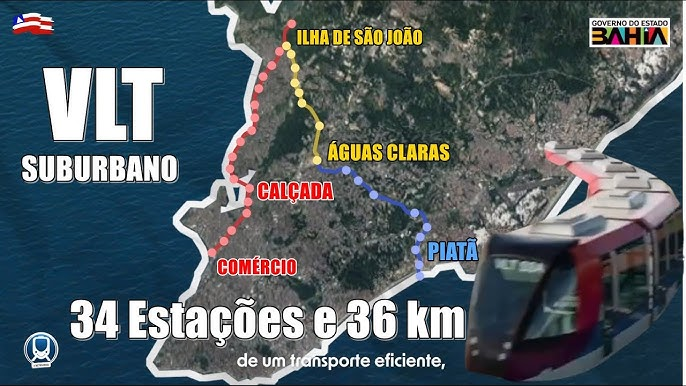 GOVERNO DO ESTADO
BAHIA
ILHA DE SÃO JOÃO
VLT
SUBURBANO
ÁGUAS CLARAS
CALÇADA
PIATÃ
COMÉRCIO
34 Estações e 36 km
de um transporte eficiente,